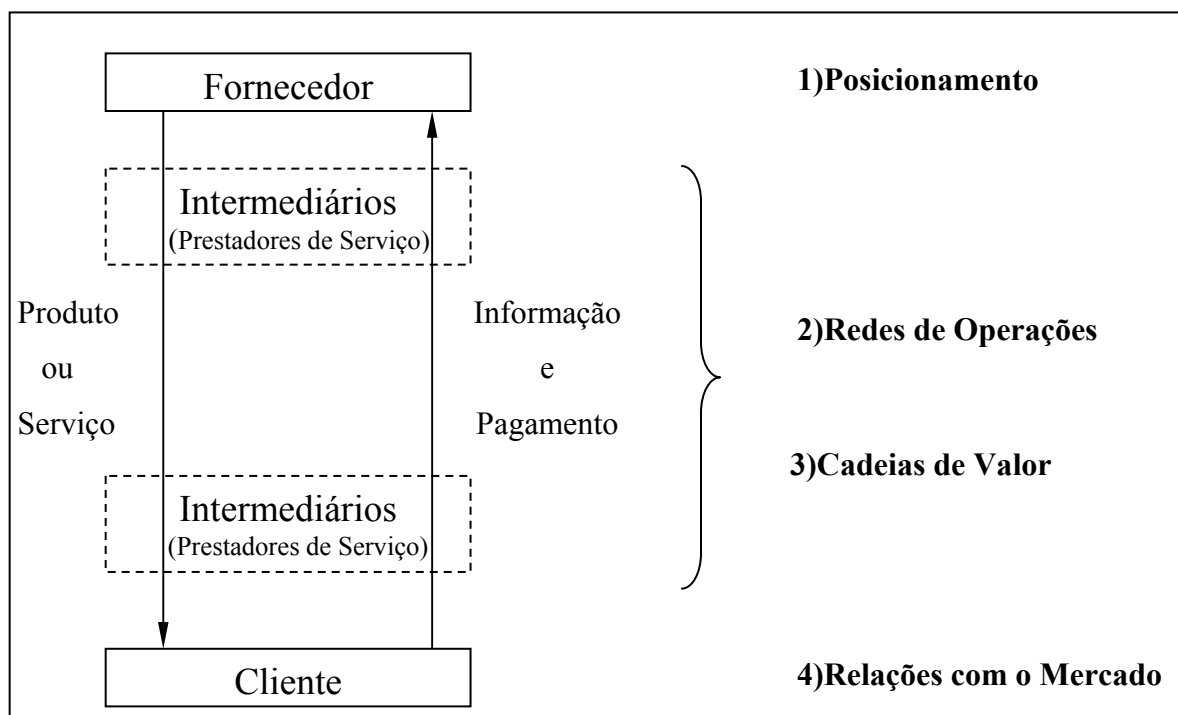 Fornecedor
1)Posicionamento
Intermediários
(Prestadores de Serviço)
Produto
ou
Serviço
Informação
e
Pagamento
2)Redes de Operações
3)Cadeias de Valor
Intermediários
(Prestadores de Serviço)
Cliente
4)Relações com o Mercado